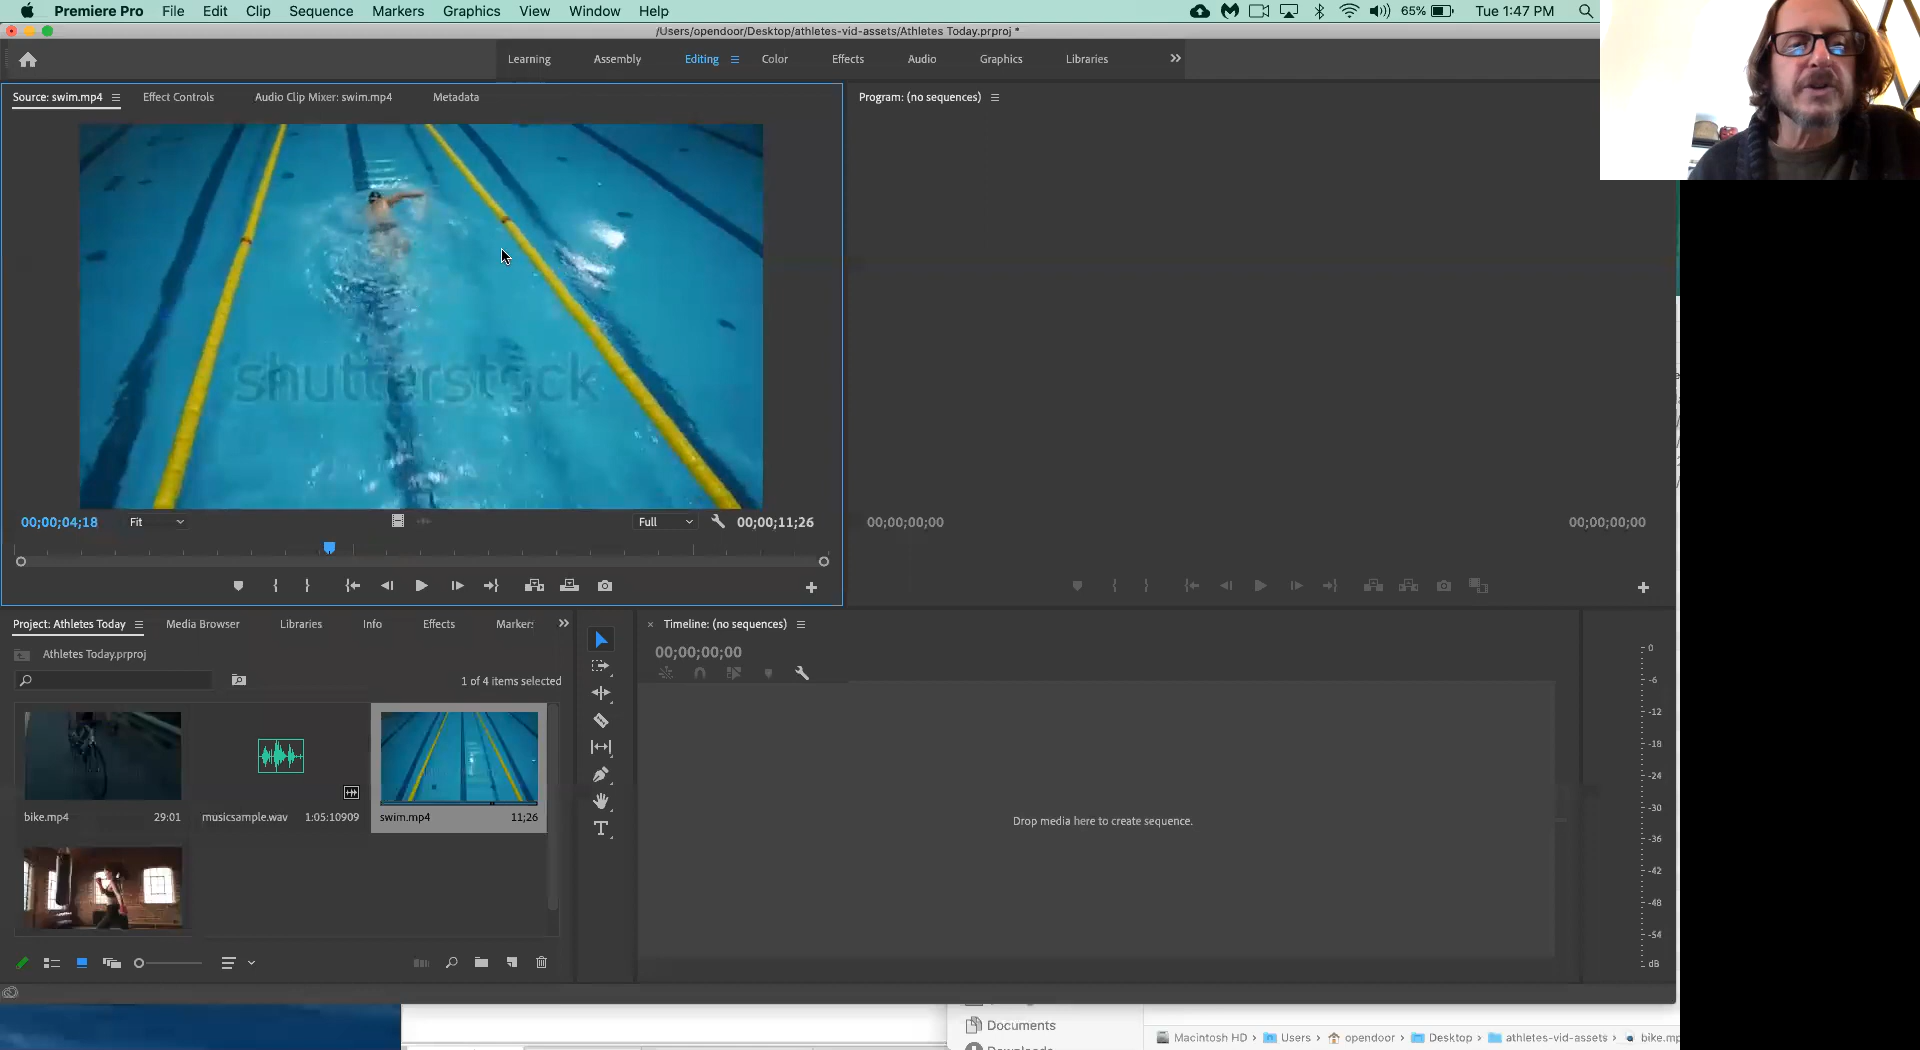 Premiere Pro File Edit Clip Sequence Markers Graphics View Window Help 65% Tue 1:47 PM
/Users/opendoor/Desktop/athletes-vid-assets/Athletes Today.prproj *
Learning Assembly Editing Color Effects Audio Graphics Libraries
Source: swim.mp4 Effect Controls Audio Clip Mixer: swim.mp4 Metadata
Program: (no sequences)
shutterstock
00;00;04;18 Fit Full 00;00;11;26
00;00;00;00 00;00;00;00
Project: Athletes Today Media Browser Libraries Info Effects Marker
Timeline: (no sequences)
Athletes Today.prproj
00;00;00;00
1 of 4 items selected
bike.mp4 29:01
musicsample.wav 1:05:10909
swim.mp4 11;26
Drop media here to create sequence.
0
-6
-12
-18
-24
-30
-36
-42
-48
-54
dB
Documents
Macintosh HD Users opendoor Desktop athletes-vid-assets bike.mp